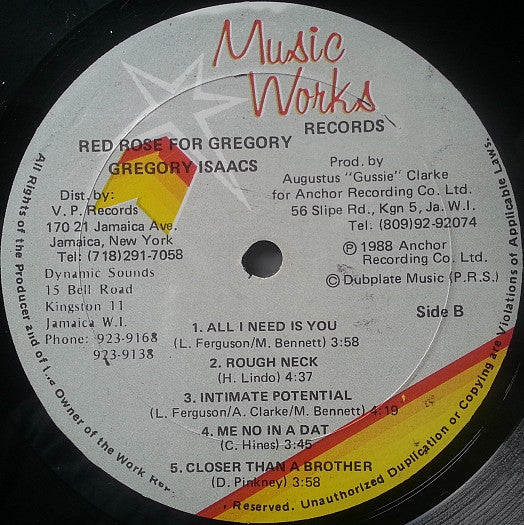 Music
Works
RECORDS
RED ROSE FOR GREGORY
GREGORY ISAACS
Dist. by:
V. P. Records
170 21 Jamaica Ave.
Jamaica, New York
Tel: (718)291-7058
Dynamic Sounds
15 Bell Road
Kingston 11
Jamaica W.I.
Phone: 923-9168
923-9138
Prod. by
Augustus "Gussie" Clarke
for Anchor Recording Co. Ltd.
56 Slipe Rd., Kgn 5, Ja. W.I.
Tel: (809)92-92074
℗ 1988 Anchor
Recording Co. Ltd.
© Dubplate Music (P.R.S.)
Side B
1. ALL I NEED IS YOU
(L. Ferguson/M. Bennett) 3:58
2. ROUGH NECK
(H. Lindo) 4:37
3. INTIMATE POTENTIAL
(L. Ferguson/A. Clarke/M. Bennett) 4:19
4. ME NO IN A DAT
(C. Hines) 3:45
5. CLOSER THAN A BROTHER
(D. Pinkney) 3:58
All Rights of the Producer and of Owner of the Work Reserved. Unauthorized Duplication or Copying are Violations of Applicable Laws.